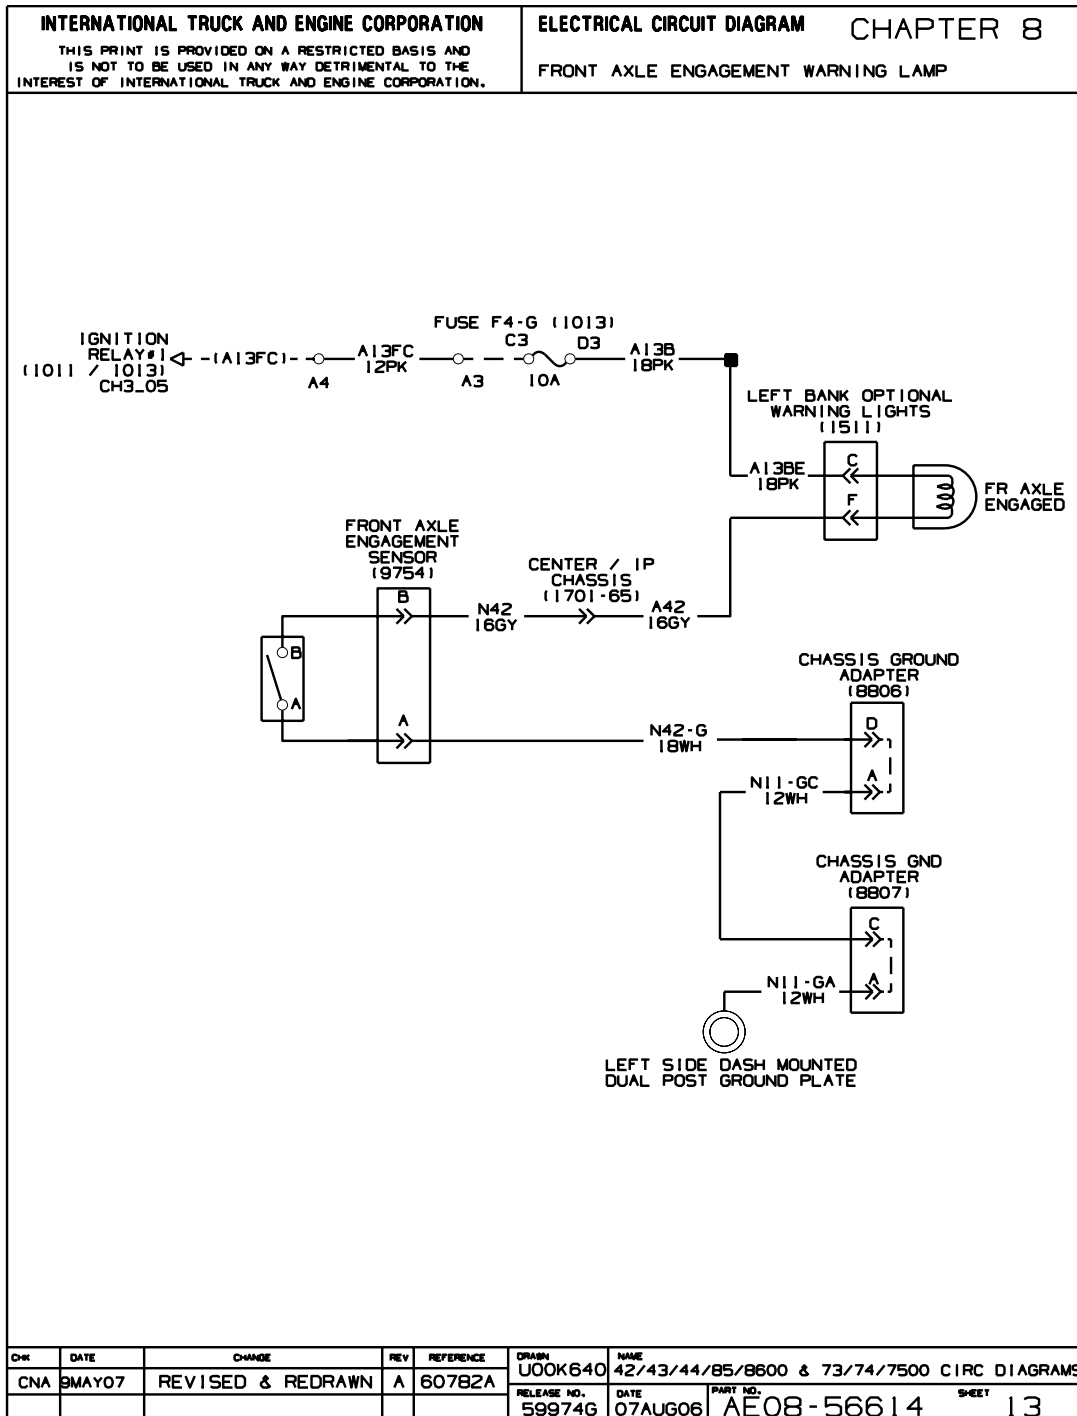 INTERNATIONAL TRUCK AND ENGINE CORPORATION
THIS PRINT IS PROVIDED ON A RESTRICTED BASIS AND
IS NOT TO BE USED IN ANY WAY DETRIMENTAL TO THE
INTEREST OF INTERNATIONAL TRUCK AND ENGINE CORPORATION.
ELECTRICAL CIRCUIT DIAGRAM CHAPTER 8
FRONT AXLE ENGAGEMENT WARNING LAMP
IGNITION
RELAY#1
(1011 / 1013)
CH3_05
(A13FC)
A4
A13FC
12PK
A3
FUSE F4-G (1013)
C3
D3
10A
A13B
18PK
LEFT BANK OPTIONAL
WARNING LIGHTS
(1511)
A13BE
18PK
C
F
FR AXLE
ENGAGED
FRONT AXLE
ENGAGEMENT
SENSOR
(9754)
B
N42
16GY
CENTER / IP
CHASSIS
(1701-65)
A42
16GY
B
A
A
N42-G
18WH
CHASSIS GROUND
ADAPTER
(8806)
D
A
N11-GC
12WH
CHASSIS GND
ADAPTER
(8807)
C
A
N11-GA
12WH
LEFT SIDE DASH MOUNTED
DUAL POST GROUND PLATE
CHK DATE CHANGE REV REFERENCE
CNA 9MAY07 REVISED & REDRAWN A 60782A
DRAWN
U00K640
NAME
42/43/44/85/8600 & 73/74/7500 CIRC DIAGRAMS
RELEASE NO.
59974G
DATE
07AUG06
PART NO.
AE08-56614
SHEET
13